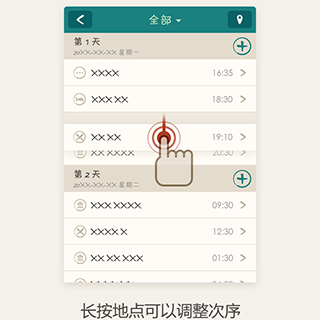 全部
第 1 天
20XX-XX-XX 星期一
XXXX 16:35
XXX XX 18:30
XX XX 19:10
XX XXXX 20:30
第 2 天
20XX-XX-XX 星期二
XXX XXXX 09:30
XXXX X 12:30
XX XX XXX 01:30
长按地点可以调整次序